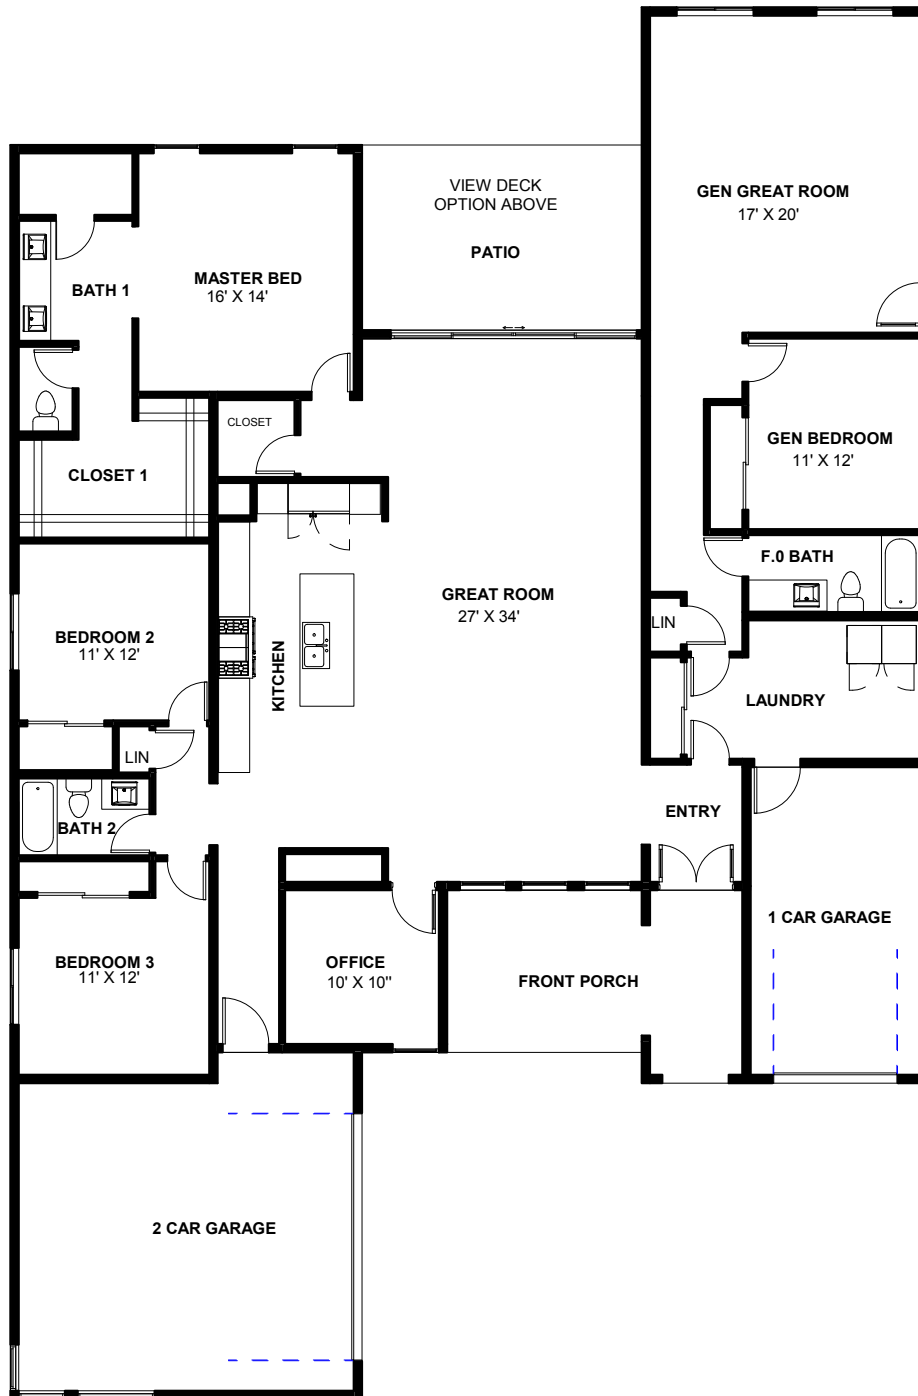 VIEW DECK
OPTION ABOVE
PATIO
GEN GREAT ROOM
17' X 20'
MASTER BED
16' X 14'
BATH 1
CLOSET
GEN BEDROOM
11' X 12'
CLOSET 1
F.0 BATH
GREAT ROOM
27' X 34'
LIN
BEDROOM 2
11' X 12'
KITCHEN
LAUNDRY
LIN
ENTRY
BATH 2
1 CAR GARAGE
BEDROOM 3
11' X 12'
OFFICE
10' X 10"
FRONT PORCH
2 CAR GARAGE